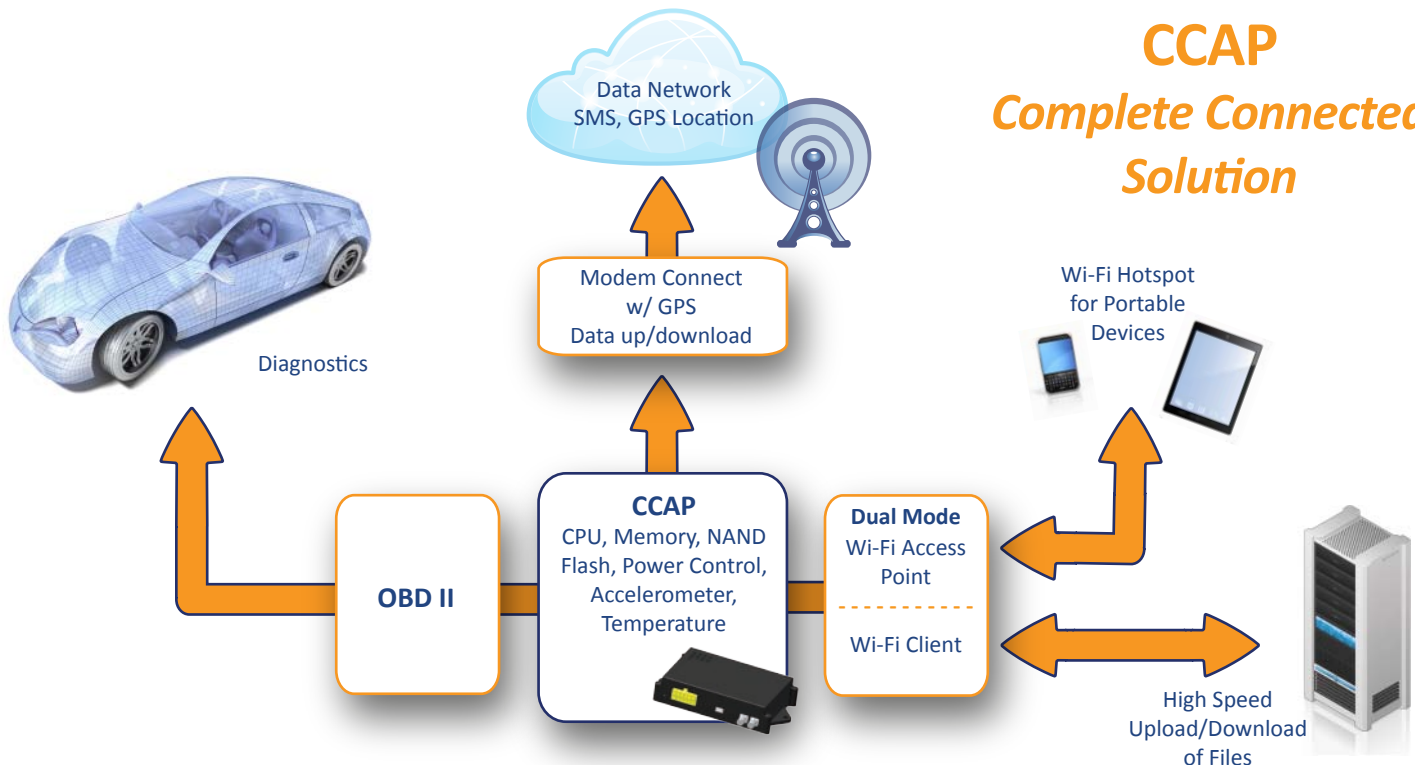 CCAP
Complete Connected
Solution
Data Network
SMS, GPS Location
Modem Connect
w/ GPS
Data up/download
Wi-Fi Hotspot
for Portable
Devices
Diagnostics
OBD II
CCAP
CPU, Memory, NAND
Flash, Power Control,
Accelerometer,
Temperature
Dual Mode
Wi-Fi Access
Point
Wi-Fi Client
High Speed
Upload/Download
of Files